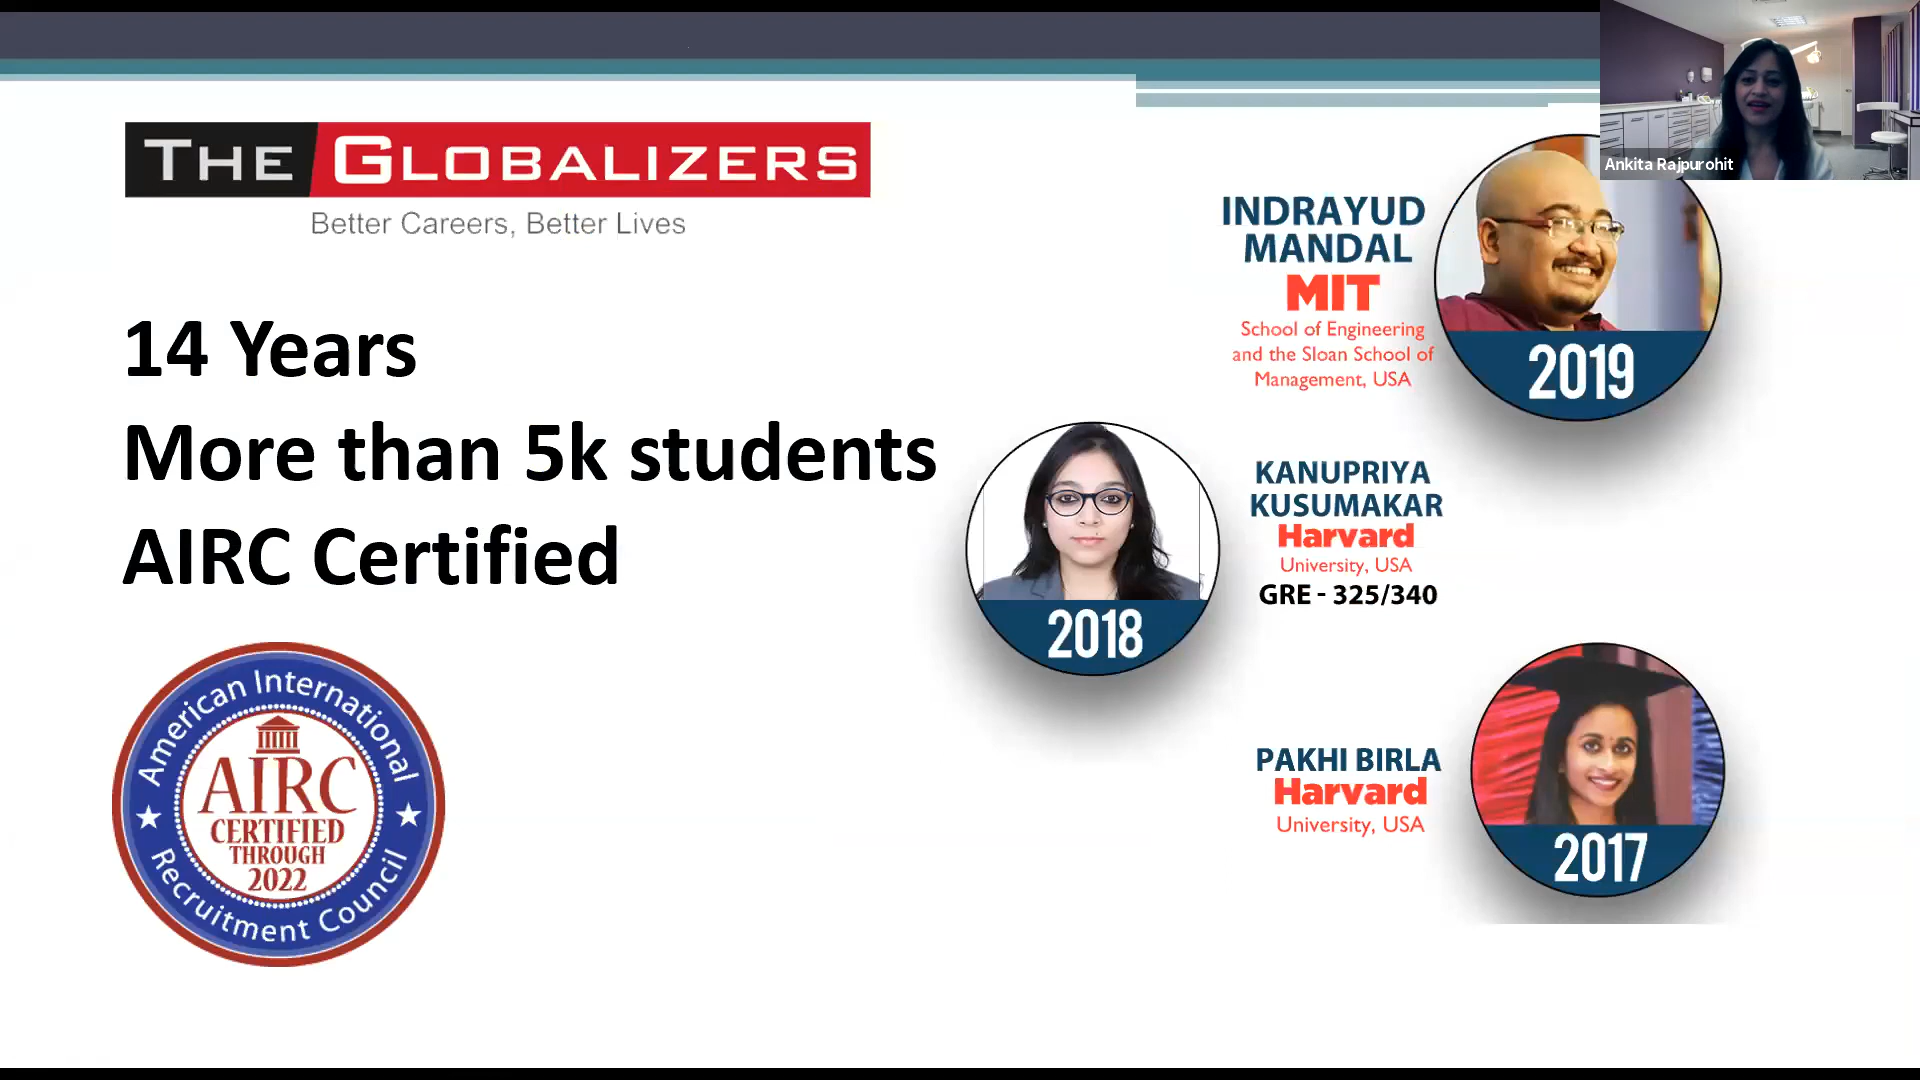 THE GLOBALIZERS
Better Careers, Better Lives
14 Years
More than 5k students
AIRC Certified
American International
AIRC
CERTIFIED
THROUGH
2022
Recruitment Council
Ankita Rajpurohit
INDRAYUD
MANDAL
MIT
School of Engineering
and the Sloan School of
Management, USA
2019
KANUPRIYA
KUSUMAKAR
Harvard
University, USA
GRE - 325/340
2018
PAKHI BIRLA
Harvard
University, USA
2017